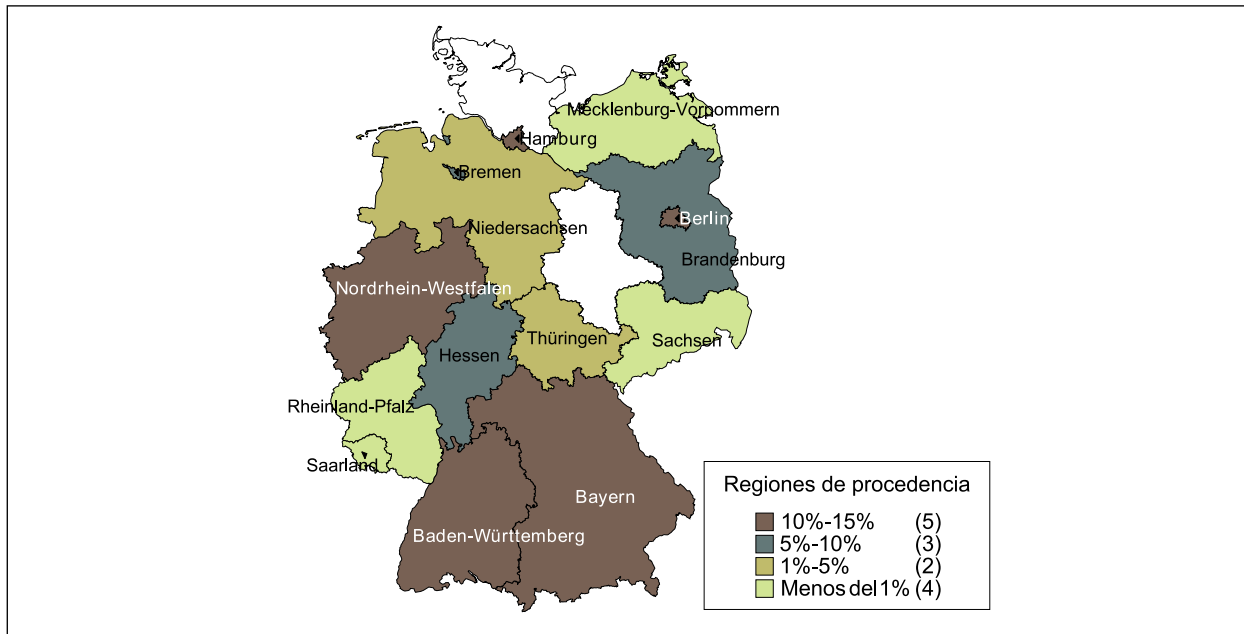 Mecklenburg-Vorpommern
Hamburg
Bremen
Berlin
Niedersachsen
Brandenburg
Nordrhein-Westfalen
Thüringen
Sachsen
Hessen
Rheinland-Pfalz
Saarland
Bayern
Baden-Württemberg
Regiones de procedencia
10%-15% (5)
5%-10% (3)
1%-5% (2)
Menos del 1% (4)